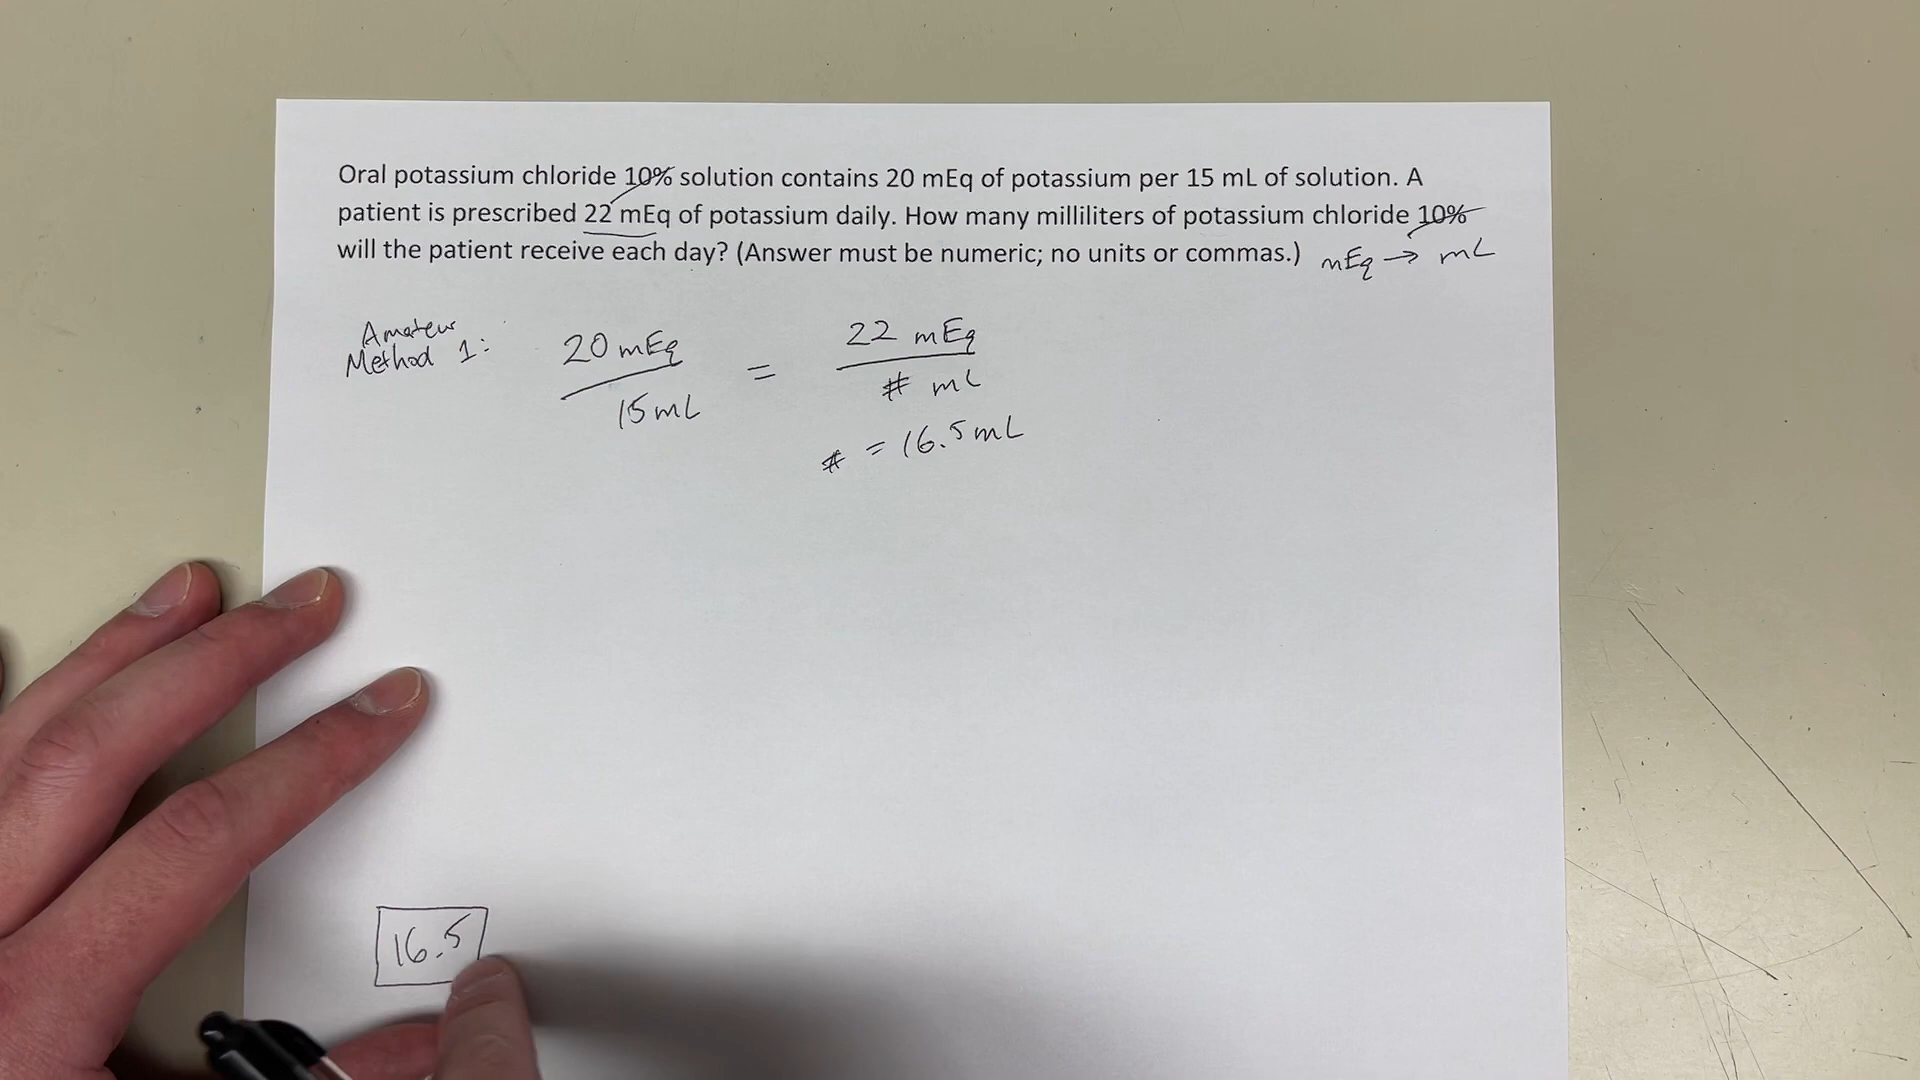 Oral potassium chloride 10% solution contains 20 mEq of potassium per 15 mL of solution. A
patient is prescribed 22 mEq of potassium daily. How many milliliters of potassium chloride 10%
will the patient receive each day? (Answer must be numeric; no units or commas.)
mEq → mL
Amateur
Method 1:
20 mEq
15 mL
=
22 mEq
# mL
# = 16.5 mL
16.5